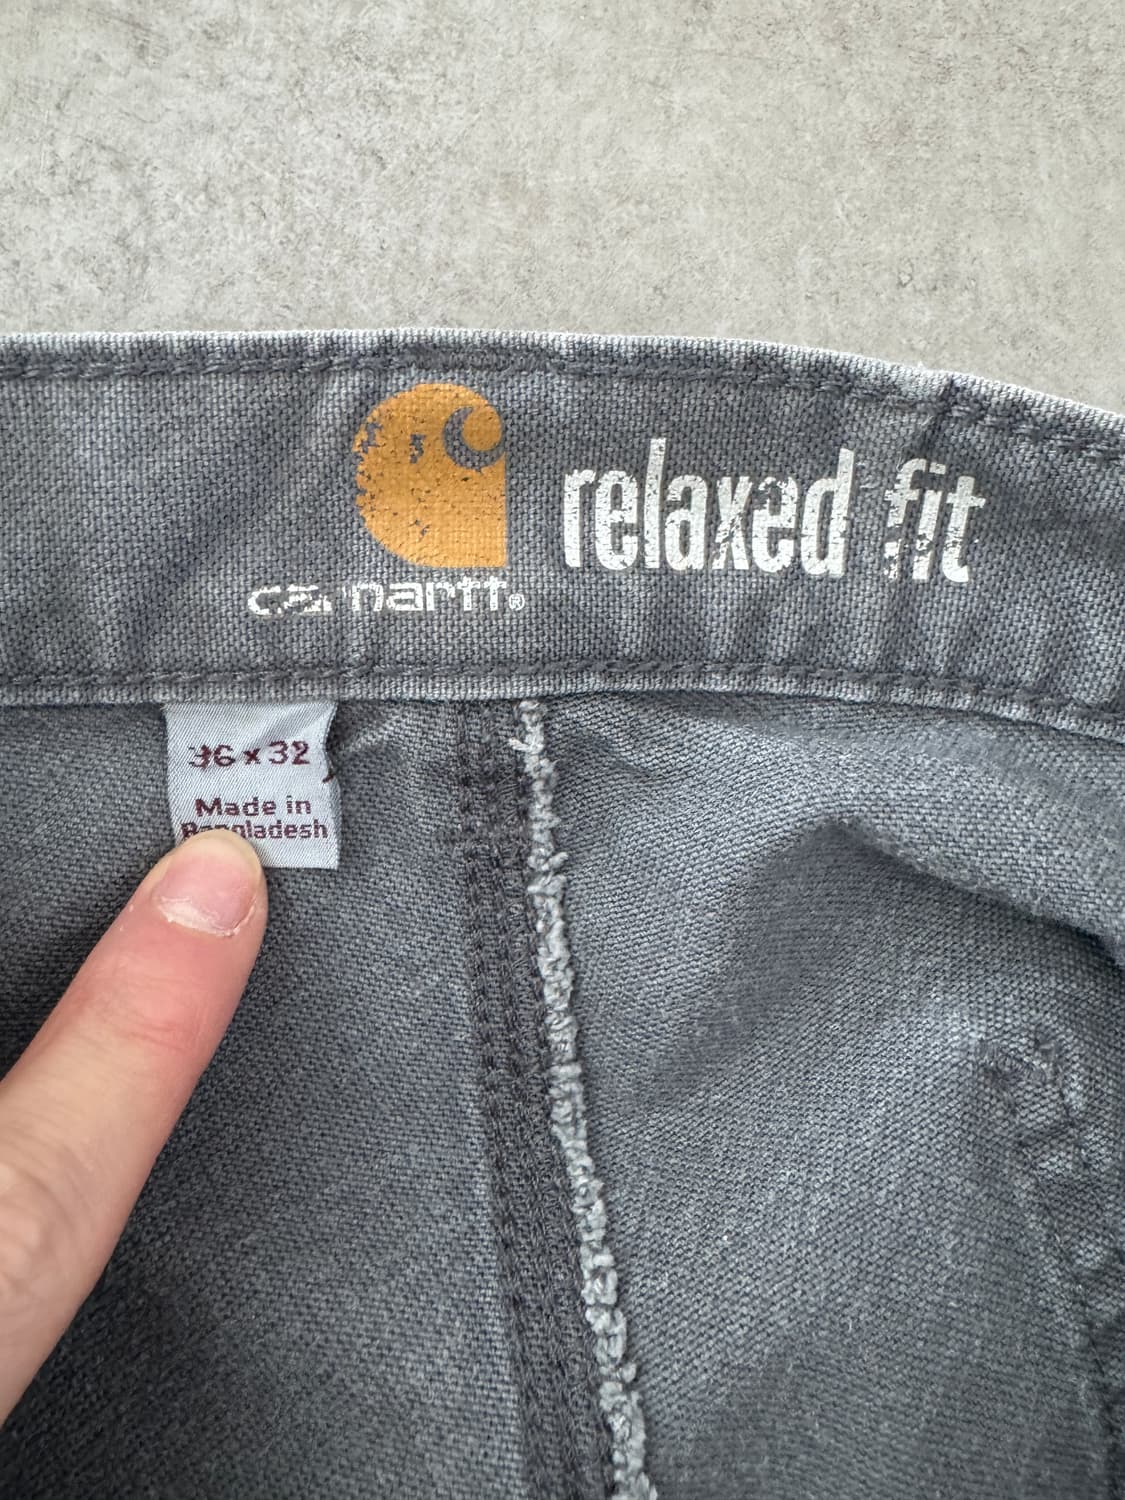 carhartt®
relaxed fit
36 x 32
Made in
Bangladesh